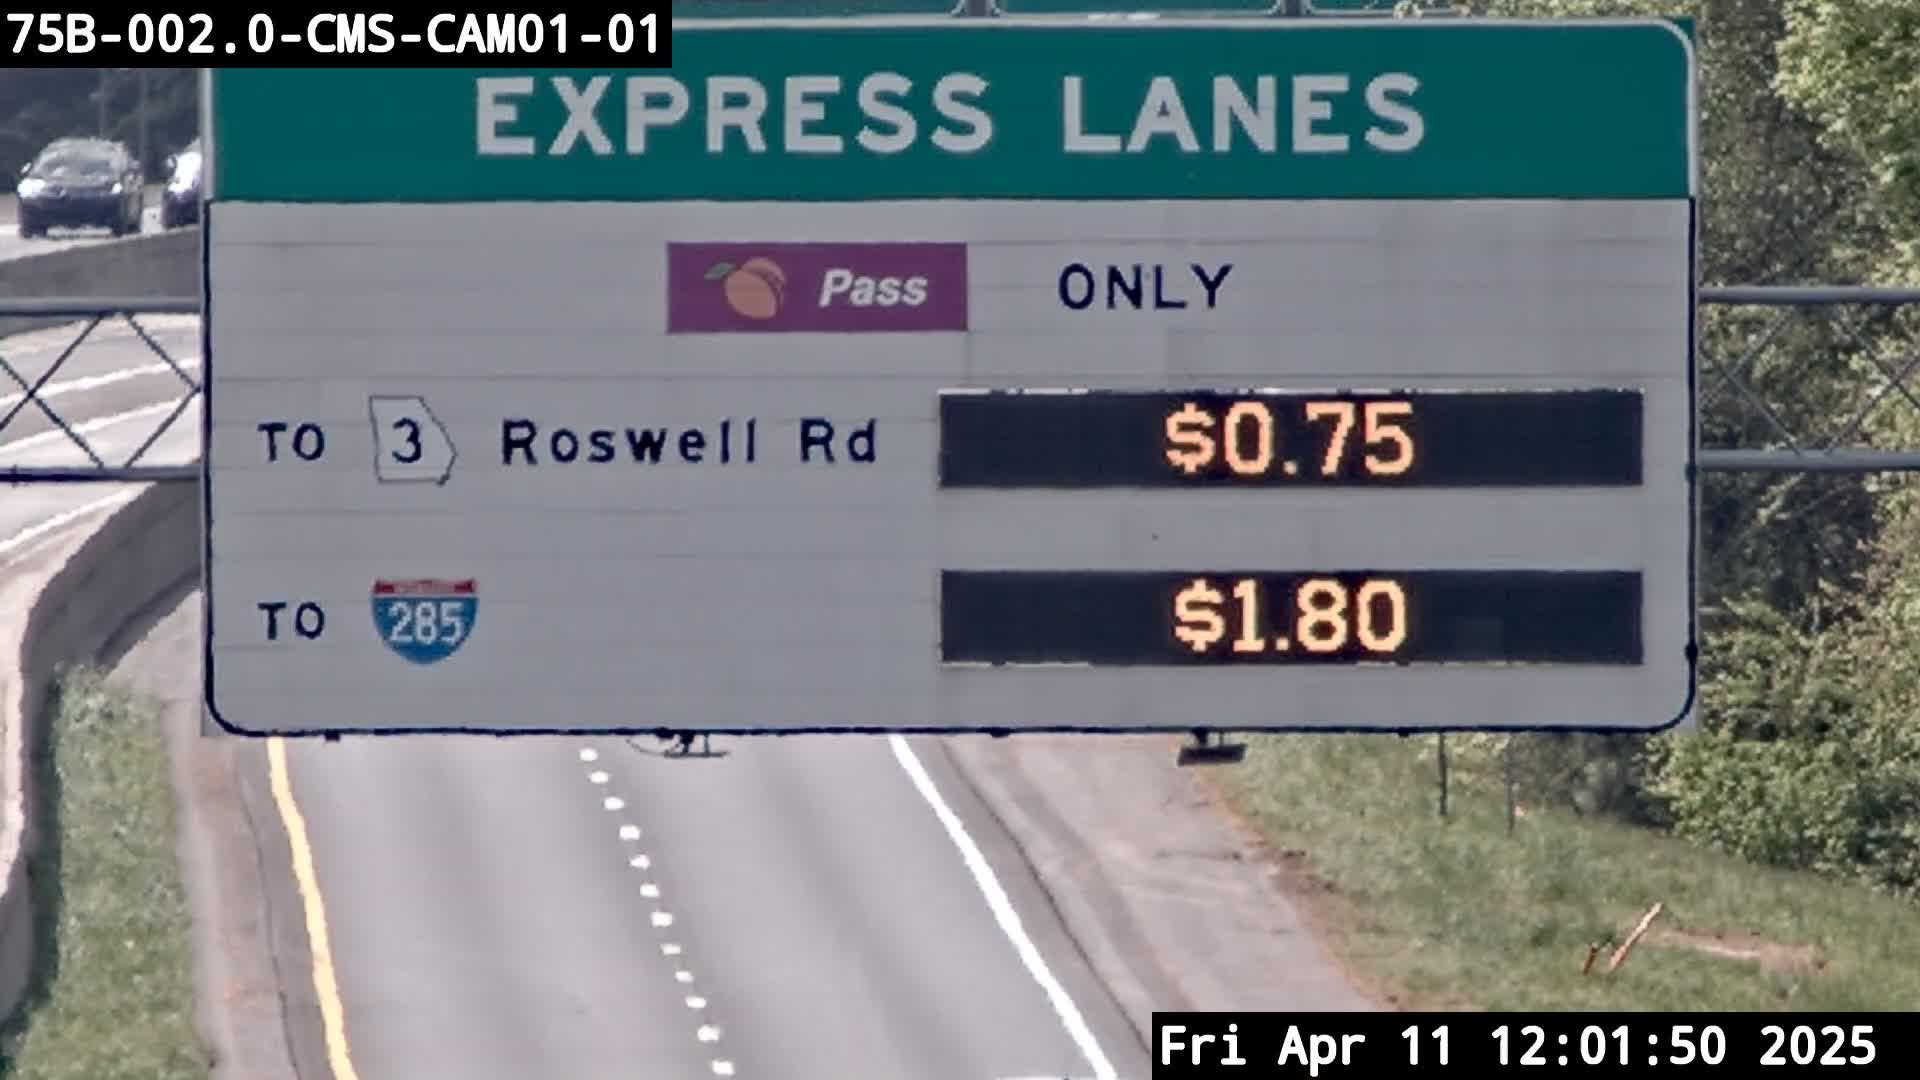 75B-002.0-CMS-CAM01-01
EXPRESS LANES
Pass ONLY
TO 3 Roswell Rd $0.75
TO 285 $1.80
Fri Apr 11 12:01:50 2025